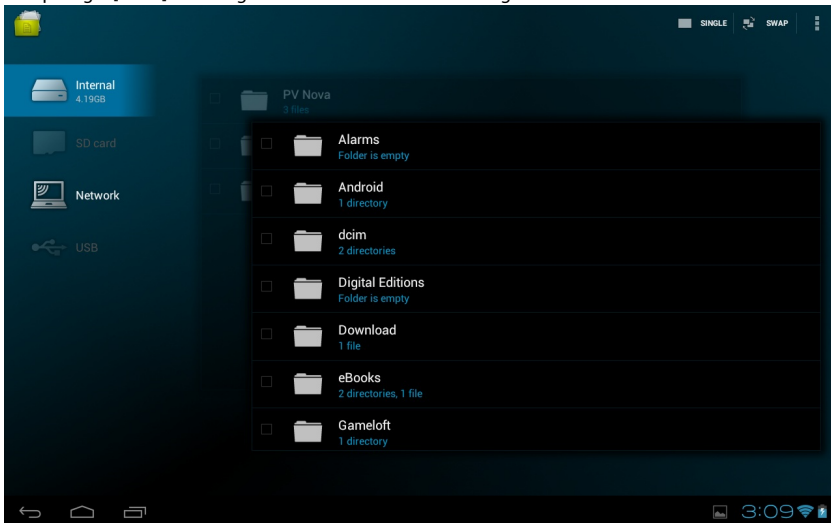 SINGLE
SWAP
Internal
4.19GB
SD card
Network
USB
PV Nova
3 files
Alarms
Folder is empty
Android
1 directory
dcim
2 directories
Digital Editions
Folder is empty
Download
1 file
eBooks
2 directories, 1 file
Gameloft
1 directory
3:09